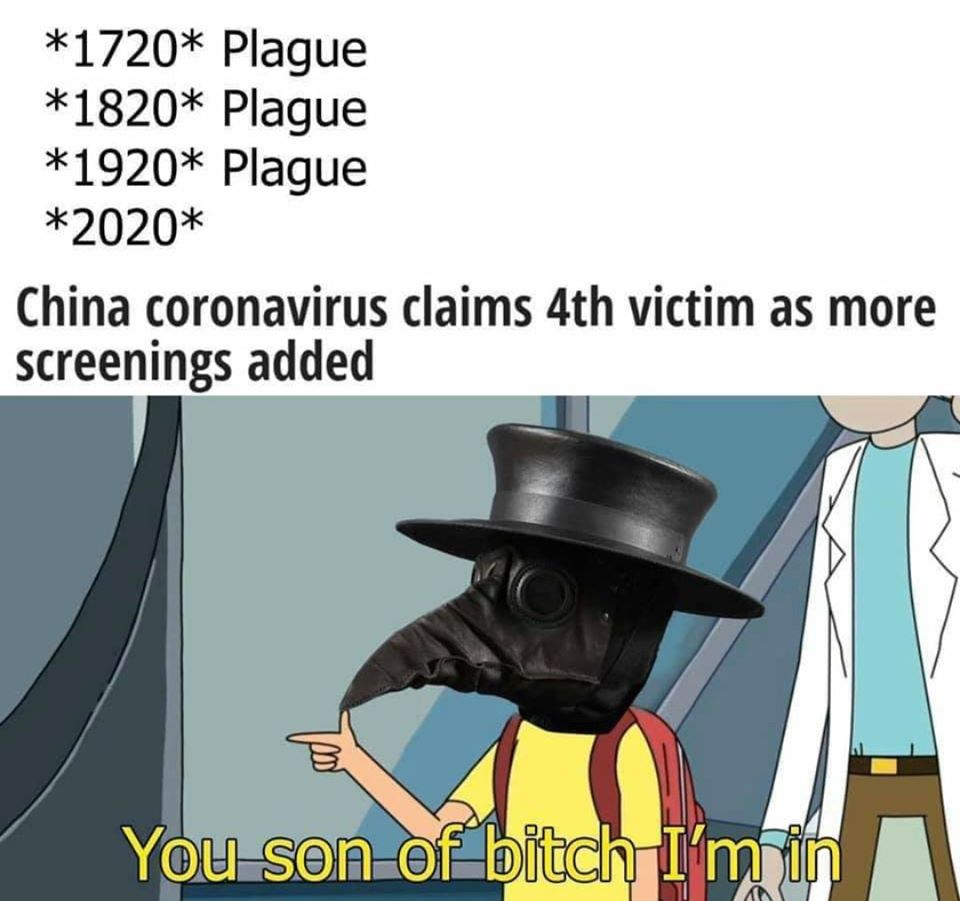 *1720* Plague
*1820* Plague
*1920* Plague
*2020*
China coronavirus claims 4th victim as more
screenings added
You son of bitch I'm in